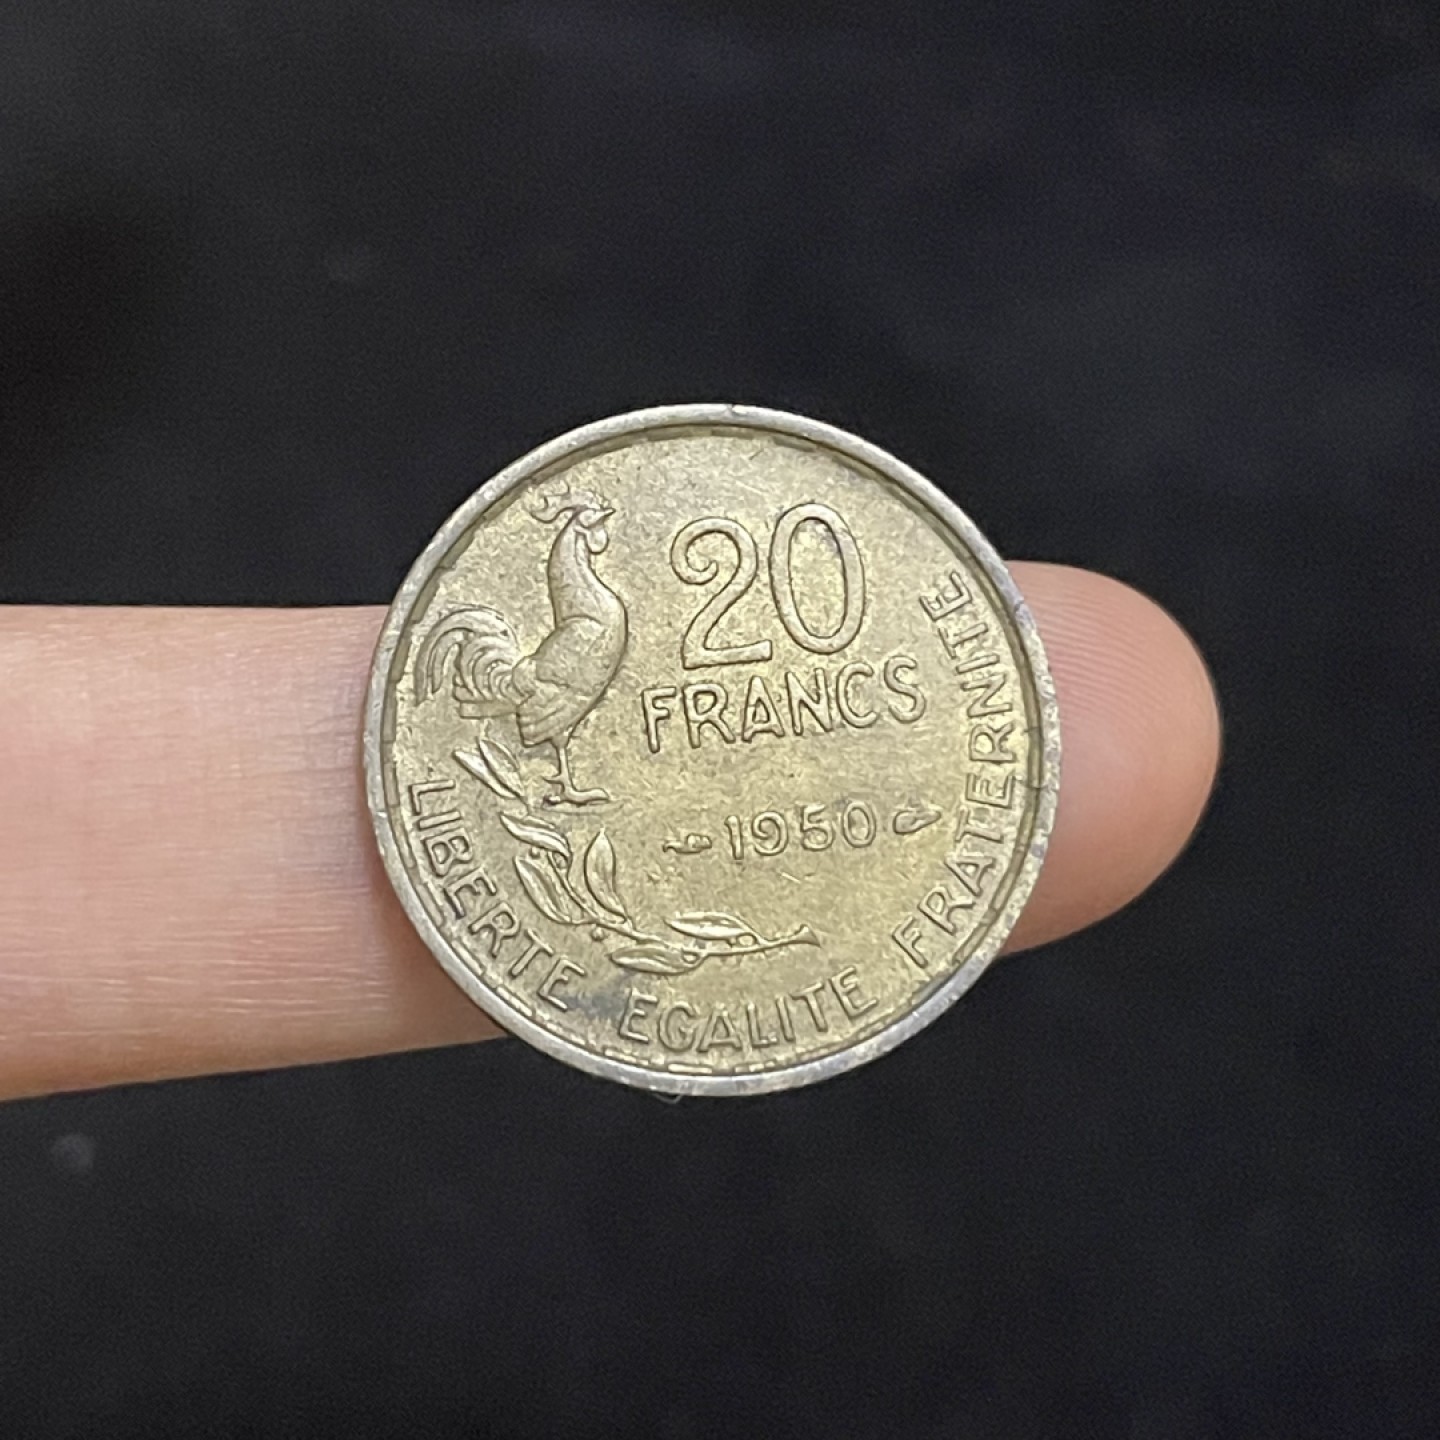 20
FRANCS
1950
LIBERTE EGALITE FRATERNITE